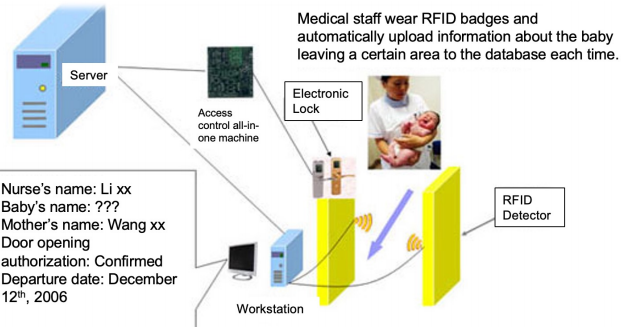 Medical staff wear RFID badges and
automatically upload information about the baby
leaving a certain area to the database each time.
Server
Electronic
Lock
Access
control all-in-
one machine
Nurse's name: Li xx
Baby's name: ???
Mother's name: Wang xx
Door opening
authorization: Confirmed
Departure date: December
12th, 2006
RFID
Detector
Workstation